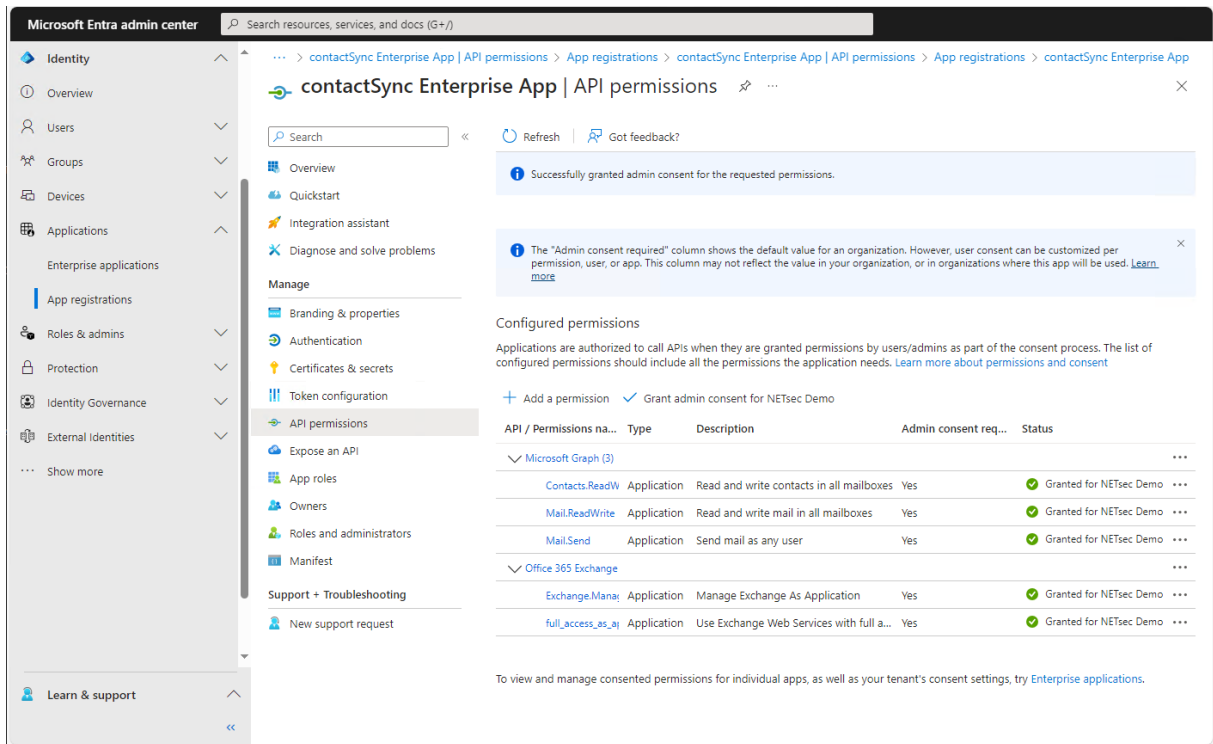 Microsoft Entra admin center
Search resources, services, and docs (G+/)
Identity
Overview
Users
Groups
Devices
Applications
Enterprise applications
App registrations
Roles & admins
Protection
Identity Governance
External Identities
··· Show more
Learn & support
«
··· > contactSync Enterprise App | API permissions > App registrations > contactSync Enterprise App | API permissions > App registrations > contactSync Enterprise App
contactSync Enterprise App | API permissions ···
Search «
Overview
Quickstart
Integration assistant
Diagnose and solve problems
Manage
Branding & properties
Authentication
Certificates & secrets
Token configuration
API permissions
Expose an API
App roles
Owners
Roles and administrators
Manifest
Support + Troubleshooting
New support request
Refresh | Got feedback?
Successfully granted admin consent for the requested permissions.
The "Admin consent required" column shows the default value for an organization. However, user consent can be customized per
permission, user, or app. This column may not reflect the value in your organization, or in organizations where this app will be used. Learn
more
Configured permissions
Applications are authorized to call APIs when they are granted permissions by users/admins as part of the consent process. The list of
configured permissions should include all the permissions the application needs. Learn more about permissions and consent
Add a permission Grant admin consent for NETsec Demo
API / Permissions na... Type Description Admin consent req... Status
Microsoft Graph (3) ···
Contacts.ReadW Application Read and write contacts in all mailboxes Yes Granted for NETsec Demo ···
Mail.ReadWrite Application Read and write mail in all mailboxes Yes Granted for NETsec Demo ···
Mail.Send Application Send mail as any user Yes Granted for NETsec Demo ···
Office 365 Exchange ···
Exchange.Manag Application Manage Exchange As Application Yes Granted for NETsec Demo ···
full_access_as_a Application Use Exchange Web Services with full a... Yes Granted for NETsec Demo ···
To view and manage consented permissions for individual apps, as well as your tenant's consent settings, try Enterprise applications.